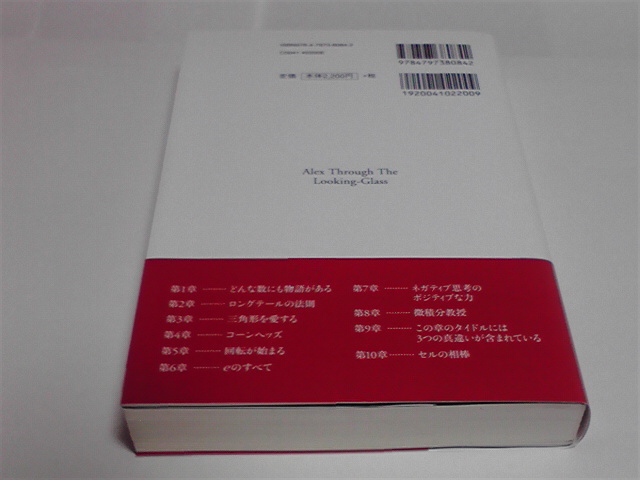 9784797380842
定価 本体2,200円 +税
1920041022009
Alex Through The
Looking-Glass
第1章 ――― どんな数にも物語がある
第2章 ――― ロングテールの法則
第3章 ――― 三角形を愛する
第4章 ――― コーンヘッズ
第5章 ――― 回転が始まる
第6章 ――― eのすべて
第7章 ……… ネガティブ思考の
ポジティブな力
第8章 ……… 微積分教授
第9章 ……… この章のタイドルには
3つの真違いが含まれている
第10章 ……… セルの相棒